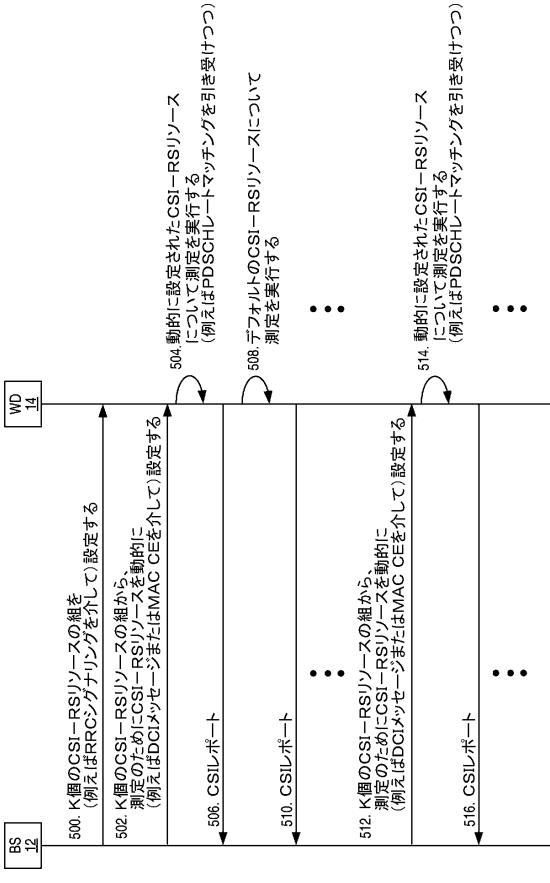 BS
12
WD
14
500. K個のCSI－RSリソースの組を
(例えばRRCシグナリングを介して)設定する
502. K個のCSI－RSリソースの組から、
測定のためにCSI－RSリソースを動的に
(例えばDCIメッセージまたはMAC CEを介して)設定する
504. 動的に設定されたCSI－RSリソース
について測定を実行する
(例えばPDSCHレートマッチングを引き受けつつ)
506. CSIレポート
508. デフォルトのCSI－RSリソースについて
測定を実行する
510. CSIレポート
512. K個のCSI－RSリソースの組から、
測定のためにCSI－RSリソースを動的に
(例えばDCIメッセージまたはMAC CEを介して)設定する
514. 動的に設定されたCSI－RSリソース
について測定を実行する
(例えばPDSCHレートマッチングを引き受けつつ)
516. CSIレポート